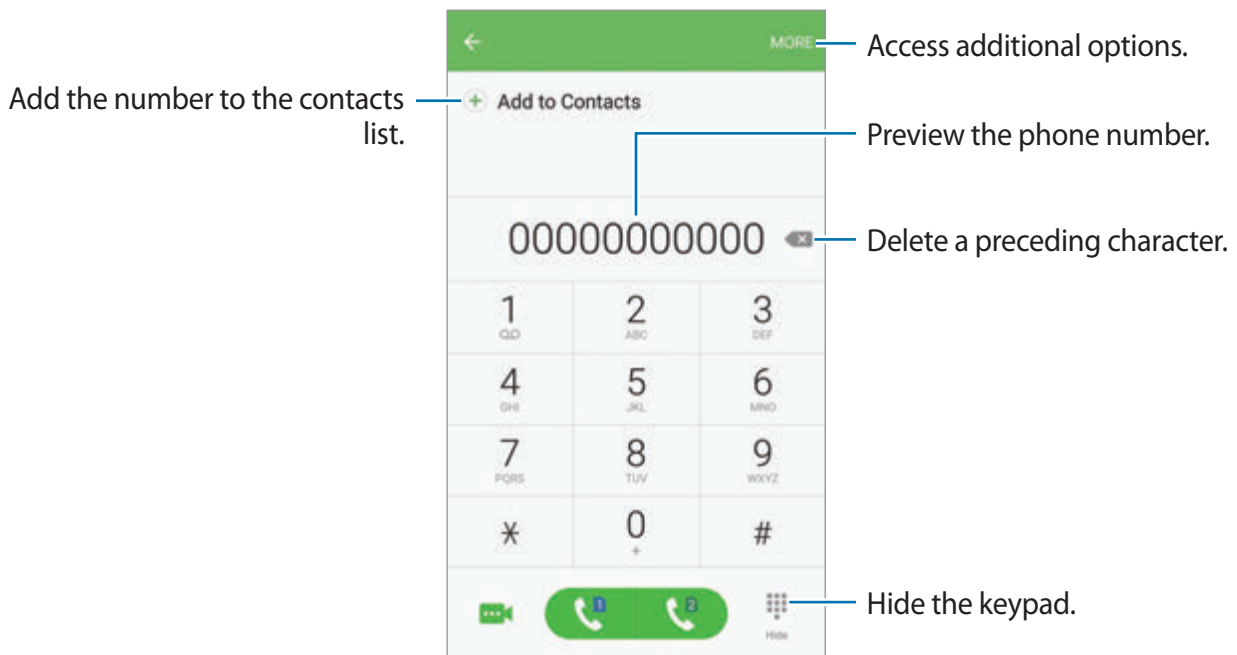 MORE
Access additional options.
Add the number to the contacts
list.
+ Add to Contacts
Preview the phone number.
00000000000
Delete a preceding character.
1
2
ABC
3
DEF
4
GHI
5
JKL
6
MNO
7
PQRS
8
TUV
9
WXYZ
*
0
+
#
1
2
Hide
Hide the keypad.